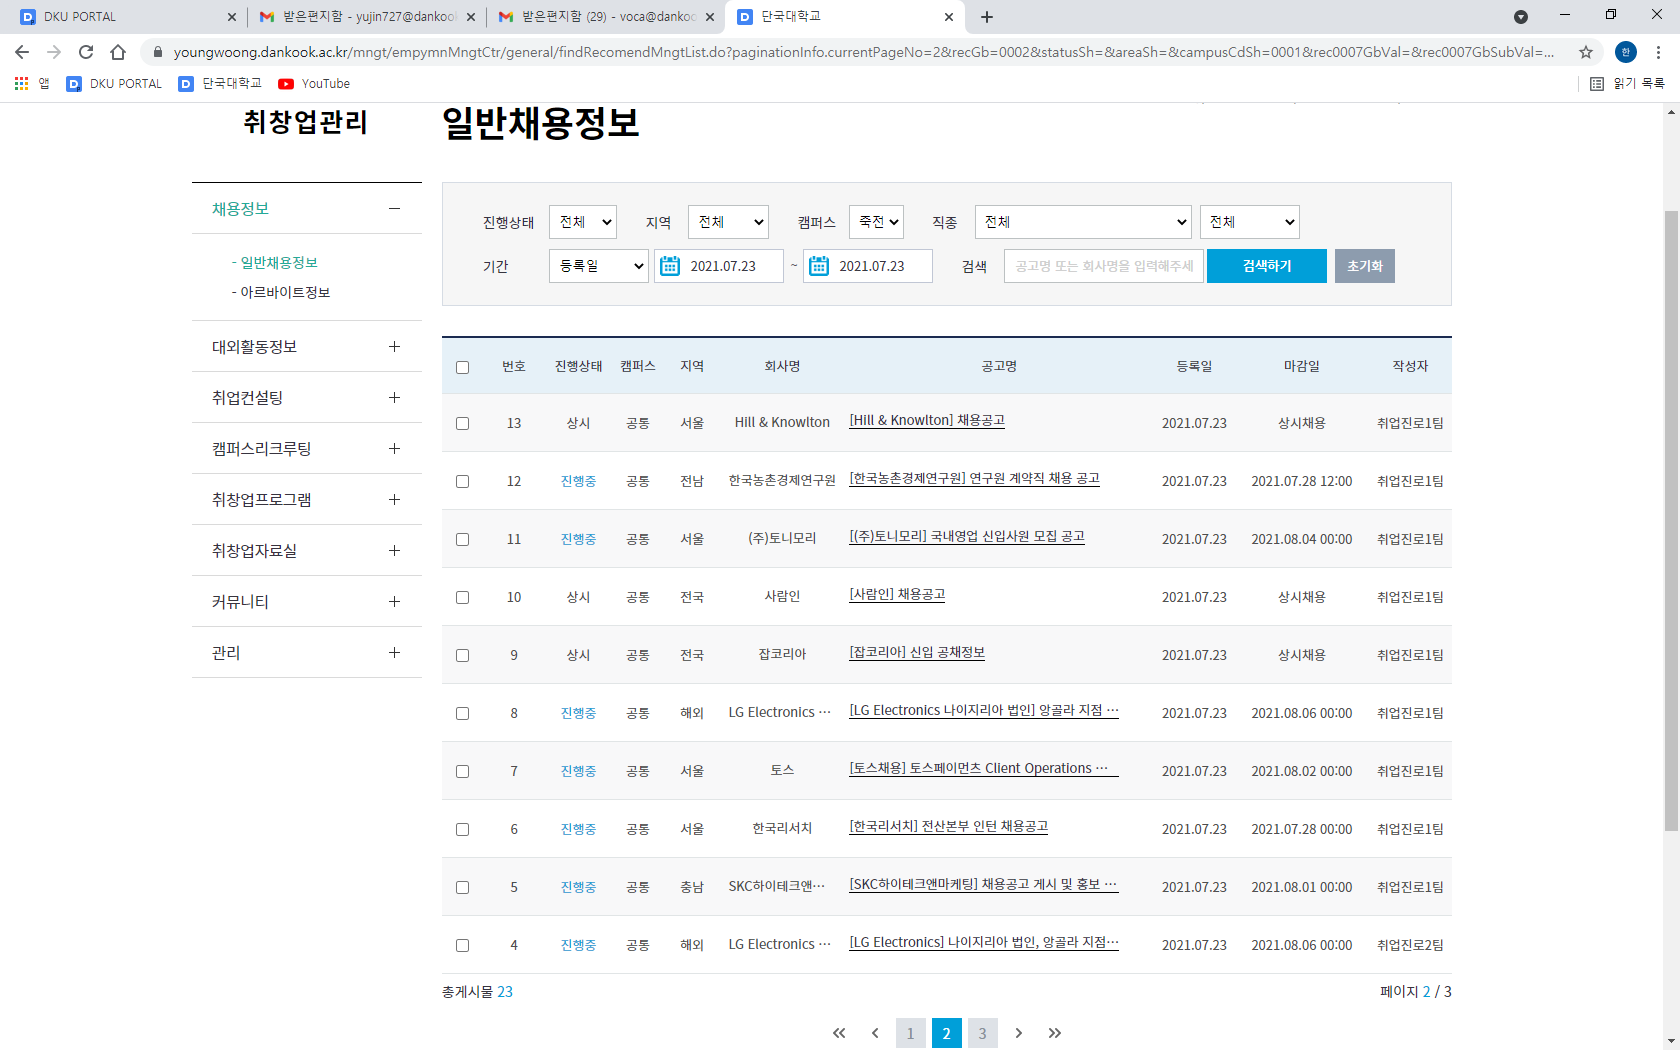 DKU PORTAL
받은편지함 - yujin727@dankook
받은편지함 (29) - voca@dankoo
단국대학교
youngwoong.dankook.ac.kr/mngt/empymnMngtCtr/general/findRecomendMngtList.do?paginationInfo.currentPageNo=2&recGb=0002&statusSh=&areaSh=&campusCdSh=0001&rec0007GbVal=&rec0007GbSubVal=...
한
앱 DKU PORTAL 단국대학교 YouTube 읽기 목록
취창업관리
일반채용정보
채용정보
- 일반채용정보
- 아르바이트정보
대외활동정보
취업컨설팅
캠퍼스리크루팅
취창업프로그램
취창업자료실
커뮤니티
관리
진행상태 전체 지역 전체 캠퍼스 죽전 직종 전체 전체
기간 등록일 2021.07.23 ~ 2021.07.23 검색 공고명 또는 회사명을 입력해주세 검색하기 초기화
번호 진행상태 캠퍼스 지역 회사명 공고명 등록일 마감일 작성자
13 상시 공통 서울 Hill & Knowlton [Hill & Knowlton] 채용공고 2021.07.23 상시채용 취업진로1팀
12 진행중 공통 전남 한국농촌경제연구원 [한국농촌경제연구원] 연구원 계약직 채용 공고 2021.07.23 2021.07.28 12:00 취업진로1팀
11 진행중 공통 서울 (주)토니모리 [(주)토니모리] 국내영업 신입사원 모집 공고 2021.07.23 2021.08.04 00:00 취업진로1팀
10 상시 공통 전국 사람인 [사람인] 채용공고 2021.07.23 상시채용 취업진로1팀
9 상시 공통 전국 잡코리아 [잡코리아] 신입 공채정보 2021.07.23 상시채용 취업진로1팀
8 진행중 공통 해외 LG Electronics ··· [LG Electronics 나이지리아 법인] 앙골라 지점 ··· 2021.07.23 2021.08.06 00:00 취업진로1팀
7 진행중 공통 서울 토스 [토스채용] 토스페이먼츠 Client Operations ··· 2021.07.23 2021.08.02 00:00 취업진로1팀
6 진행중 공통 서울 한국리서치 [한국리서치] 전산본부 인턴 채용공고 2021.07.23 2021.07.28 00:00 취업진로1팀
5 진행중 공통 충남 SKC하이테크앤··· [SKC하이테크앤마케팅] 채용공고 게시 및 홍보 ··· 2021.07.23 2021.08.01 00:00 취업진로1팀
4 진행중 공통 해외 LG Electronics ··· [LG Electronics] 나이지리아 법인, 앙골라 지점··· 2021.07.23 2021.08.06 00:00 취업진로2팀
총게시물 23 페이지 2 / 3
1 2 3